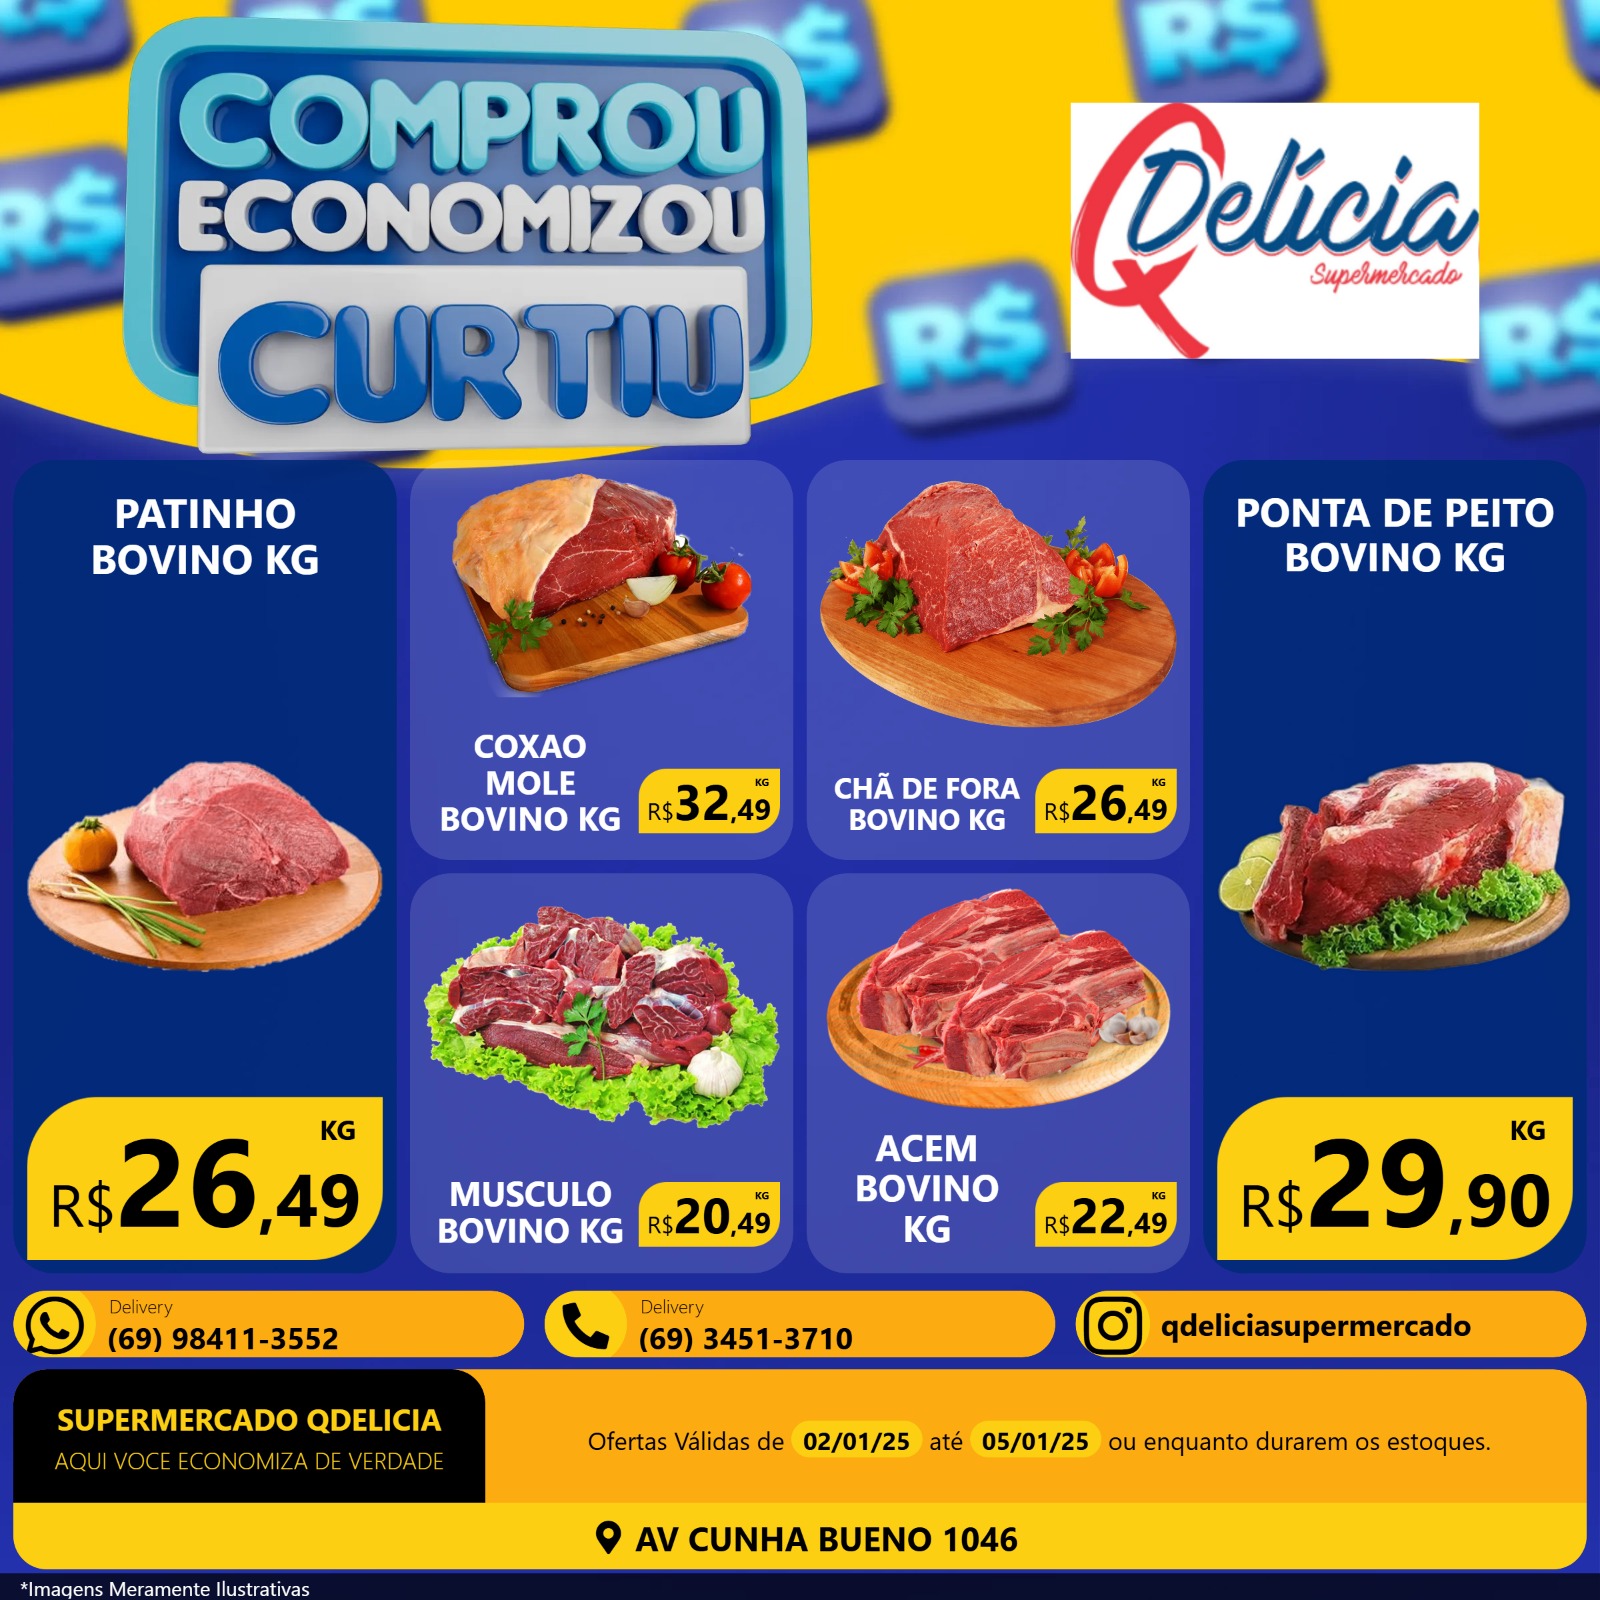 COMPROU
ECONOMIZOU
CURTIU
QDelícia
Supermercado
R$
R$
R$
R$
R$
R$
PATINHO
BOVINO KG
KG
R$26,49
COXAO
MOLE
BOVINO KG
KG
R$32,49
CHÃ DE FORA
BOVINO KG
KG
R$26,49
PONTA DE PEITO
BOVINO KG
KG
R$29,90
MUSCULO
BOVINO KG
KG
R$20,49
ACEM
BOVINO
KG
KG
R$22,49
Delivery
(69) 98411-3552
Delivery
(69) 3451-3710
qdeliciasupermercado
SUPERMERCADO QDELICIA
AQUI VOCE ECONOMIZA DE VERDADE
Ofertas Válidas de 02/01/25 até 05/01/25 ou enquanto durarem os estoques.
AV CUNHA BUENO 1046
*Imagens Meramente Ilustrativas